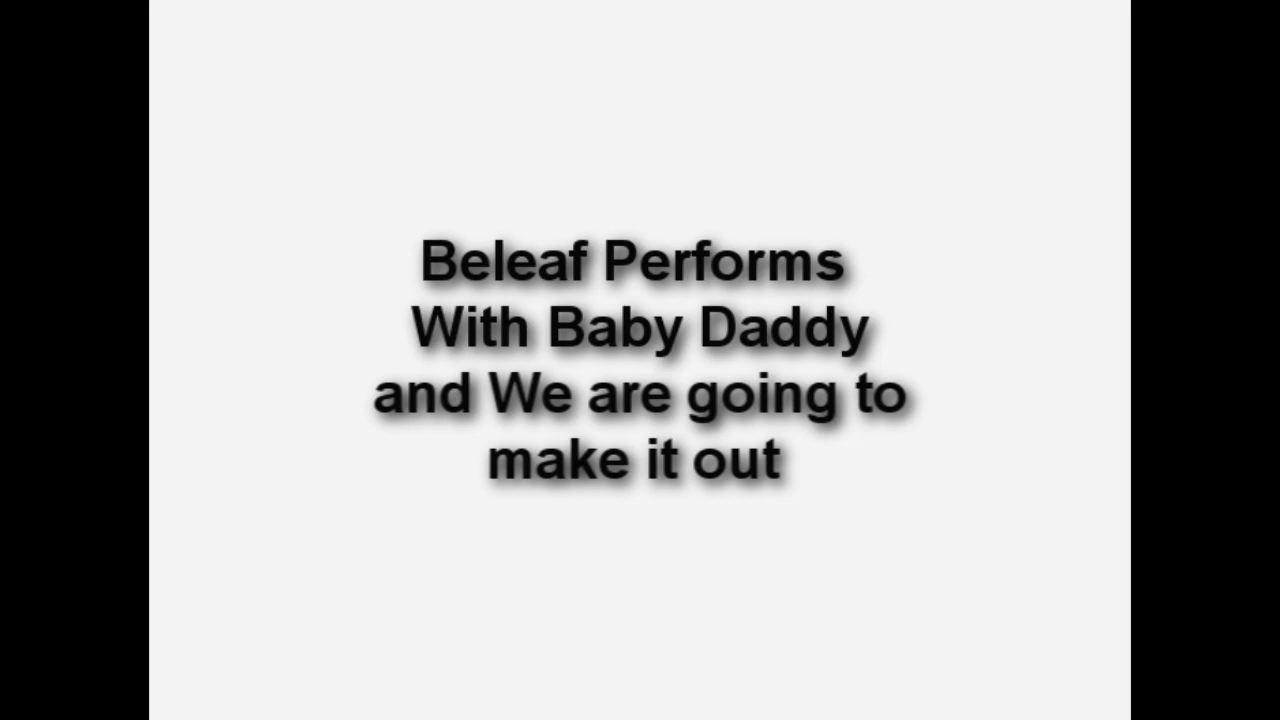 Beleaf Performs
With Baby Daddy
and We are going to
make it out